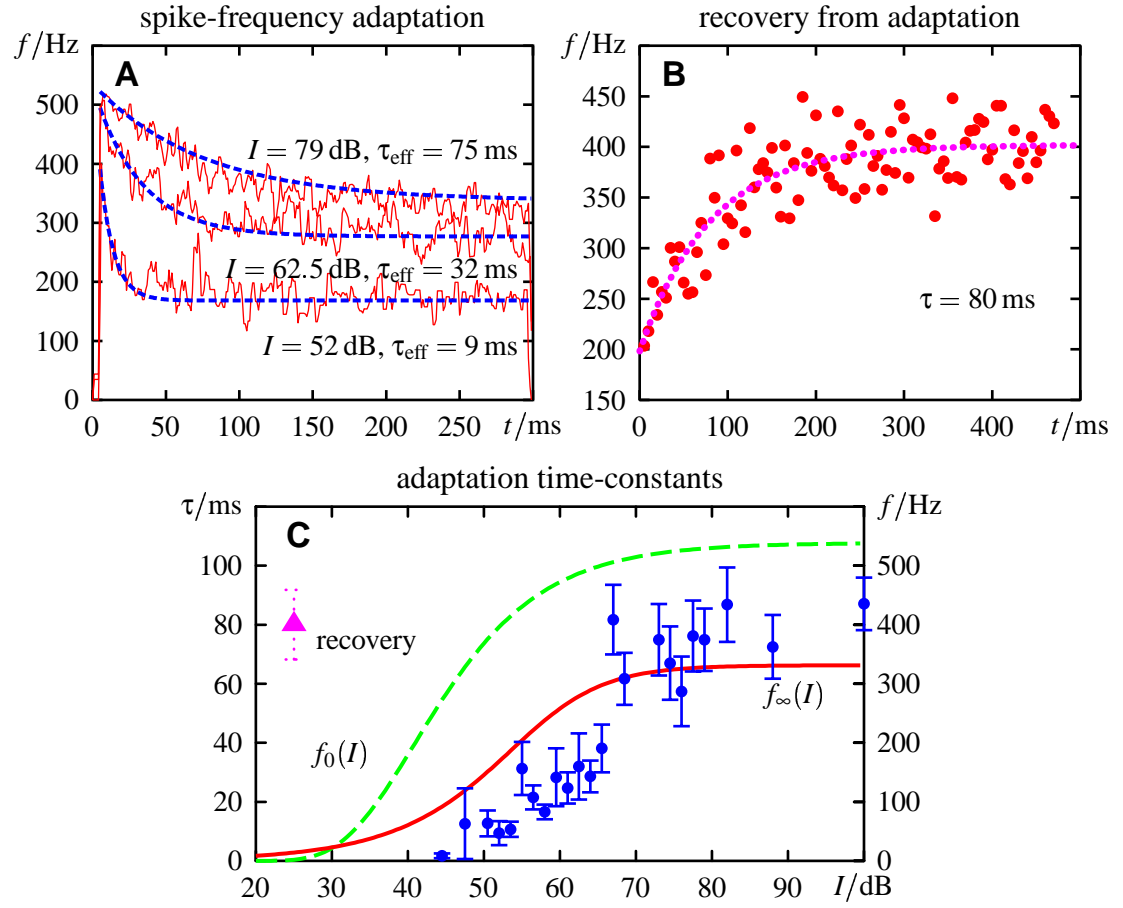 spike-frequency adaptation
f/Hz
A
500
400
300
200
100
0
I = 79 dB, τeff = 75 ms
I = 62.5 dB, τeff = 32 ms
I = 52 dB, τeff = 9 ms
0 50 100 150 200 250 t/ms
recovery from adaptation
f/Hz
B
450
400
350
300
250
200
150
τ = 80 ms
0 100 200 300 400 t/ms
adaptation time-constants
τ/ms
f/Hz
C
100
80
60
40
20
0
recovery
f0(I)
f∞(I)
500
400
300
200
100
0
20 30 40 50 60 70 80 90 I/dB